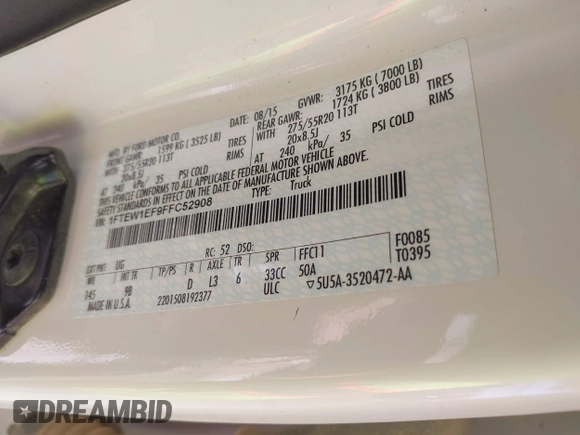 MFD. BY FORD MOTOR CO.
DATE: 08/15 GVWR: 3175 KG ( 7000 LB)
FRONT GAWR: 1599 KG ( 3525 LB)
REAR GAWR: 1724 KG ( 3800 LB)
WITH 275/55R20 113T TIRES
WITH 275/55R20 113T TIRES
20x8.5J RIMS
20x8.5J RIMS
AT 240 kPa/ 35 PSI COLD
AT 240 kPa/ 35 PSI COLD
THIS VEHICLE CONFORMS TO ALL APPLICABLE FEDERAL MOTOR VEHICLE
SAFETY STANDARDS IN EFFECT ON THE DATE OF MANUFACTURE SHOWN ABOVE.
1FTEW1EF9FFC52908 TYPE: Truck
EXT PNT: UG RC: 52 DSO: FFC11 F0085
TP/PS R AXLE TR SPR T0395
145 9B D L3 6 33CC 50A
MADE IN U.S.A. 2201508192377 ULC ▽5U5A-3520472-AA
DREAMBID